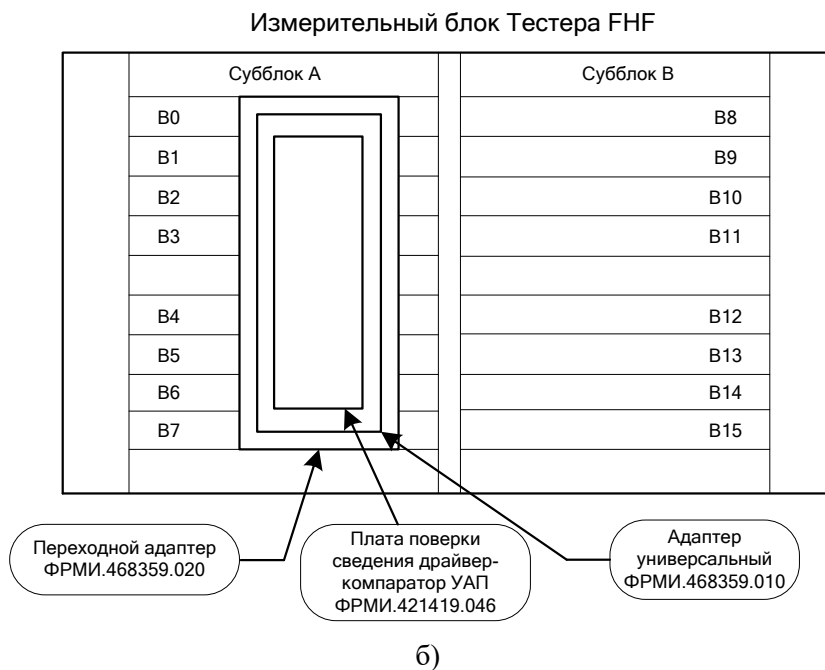 Измерительный блок Тестера FHF
Субблок А
Субблок В
В0
В8
В1
В9
В2
В10
В3
В11
В4
В12
В5
В13
В6
В14
В7
В15
Переходной адаптер
ФРМИ.468359.020
Плата поверки
сведения драйвер-
компаратор УАП
ФРМИ.421419.046
Адаптер
универсальный
ФРМИ.468359.010
б)